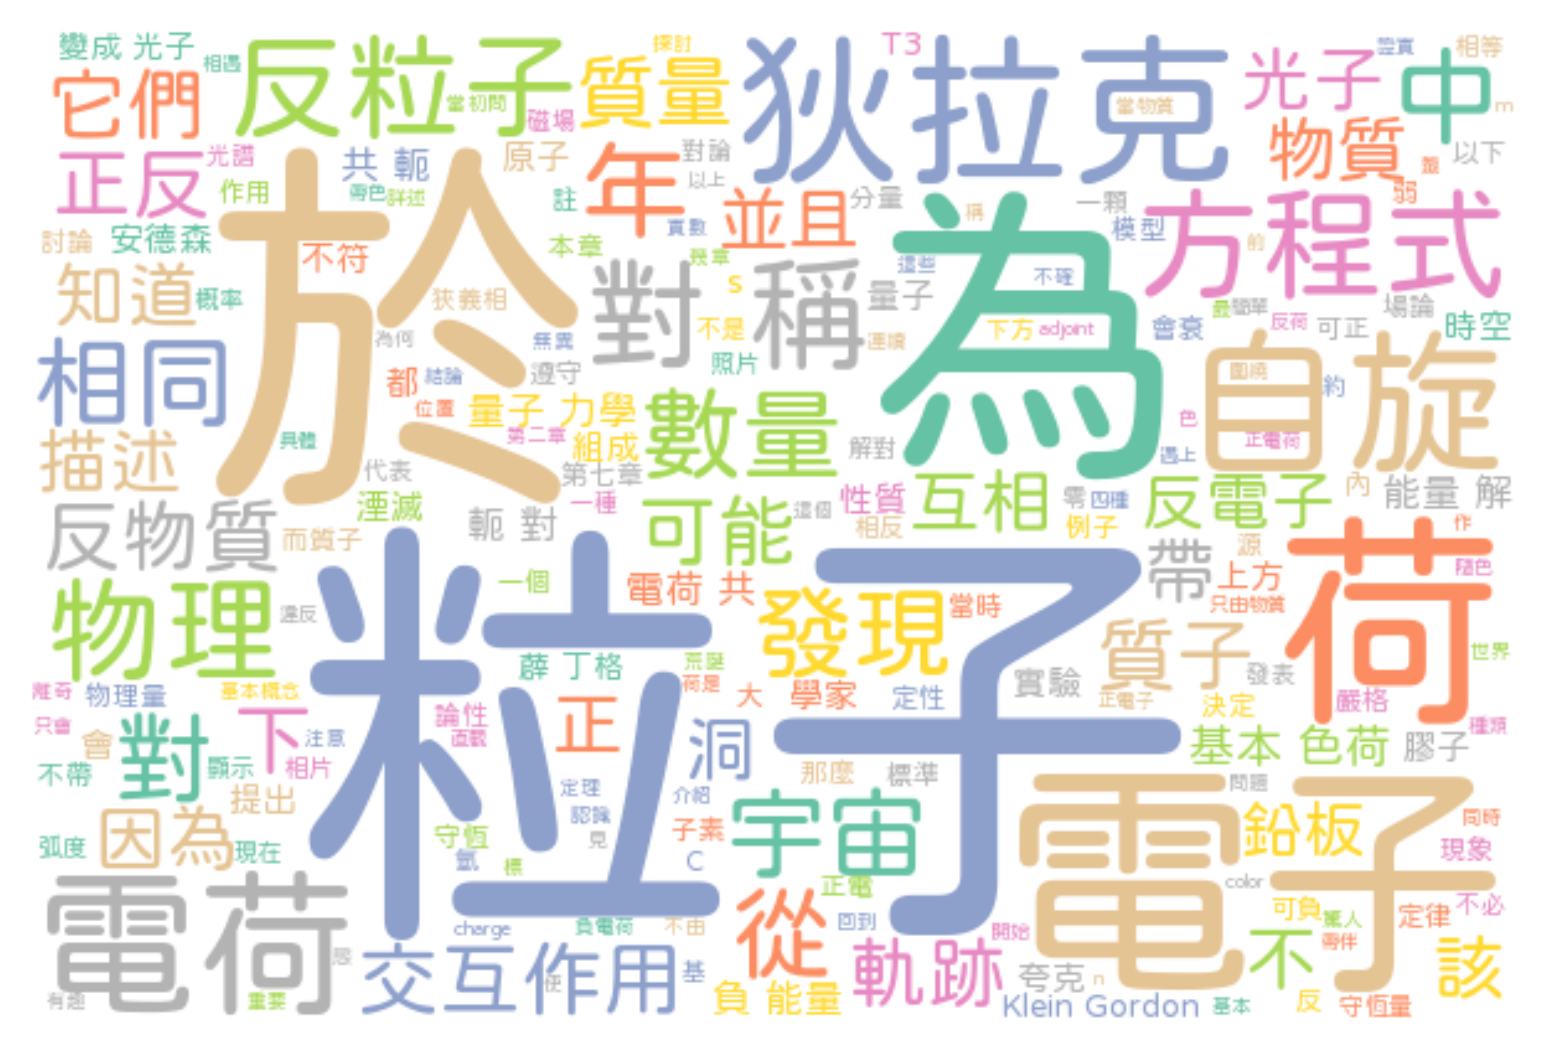 變成 光子
相遇
反粒子
探討
狄拉克
T3
證實
相等
它們
當初問
質量
磁場
當物質
光子
中
m
正反
光譜
共 軛
原子
年
對論
以上
物質
以下
作用
帶色
詳述
註
實數
並且
分量
稱
一顆
弱
模型
方程式
前
討論
安德森
不符
本章
幾章
這些
不確
知道
概率
狹義相
於
對稱
s
量子
為
最
簡單
場論
為何
無異
不是
連續
下方
adjoint
會衰
反荷
可正
時空
相同
都
結論
遵守
照片
圍繞
自旋
約
位置
量子 力學
數量
色
描述
具體
第二章
組成
解對
正電荷
遇上
代表
第七章
內
能量 解
反物質
湮滅
軛 對
一種
可能
這個
性質
互相
零
四種
反電子
而質子
相反
例子
源
作
荷
帶
上方
隨色
物理
違反
一個
電荷 共
發現
當時
只由物質
粒子
薛 丁格
荒誕
質子
世界
離奇
物理量
基本概念
荷是
大
學家
定性
實驗
正電子
發表
決定
嚴格
只會
會
對
下
注意
論性
直觀
正
洞
種類
基本 色荷
膠子
不帶
顯示
相片
定理
介紹
那麼
標準
問題
提出
認識
宇宙
電子
鉛板
同時
弧度
因為
現在
守恆
氫
標
見
子素
C
現象
正電
color
電荷
charge
負電荷
不由
從
回到
開始
可負
驚人
定律
不必
交互作用
基
軌跡
夸克
n
不
該
有趣
重要
負 能量
Klein Gordon
基本
反
守恆量